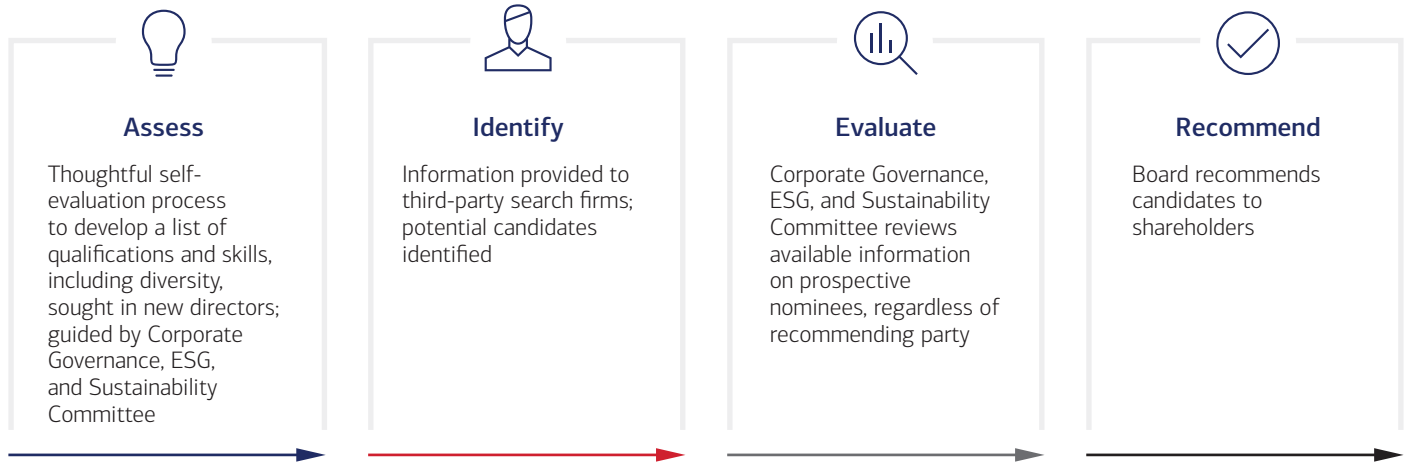 Assess
Thoughtful self-
evaluation process
to develop a list of
qualifications and skills,
including diversity,
sought in new directors;
guided by Corporate
Governance, ESG,
and Sustainability
Committee
Identify
Information provided to
third-party search firms;
potential candidates
identified
Evaluate
Corporate Governance,
ESG, and Sustainability
Committee reviews
available information
on prospective
nominees, regardless of
recommending party
Recommend
Board recommends
candidates to
shareholders